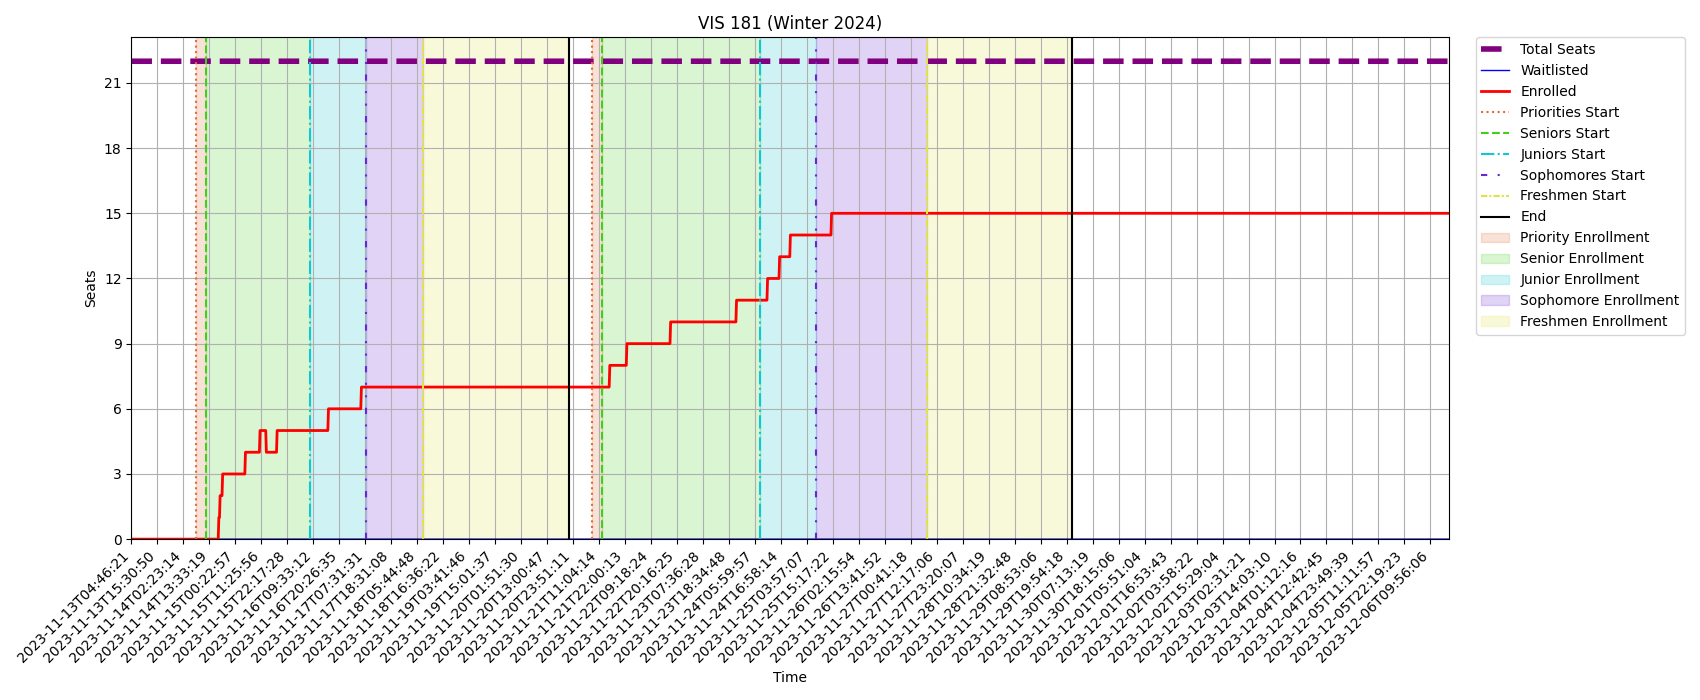 VIS 181 (Winter 2024)
Seats
21
18
15
12
9
6
3
0
2023-11-13T04:46:21
2023-11-13T15:30:50
2023-11-14T02:23:14
2023-11-14T13:33:19
2023-11-15T00:22:57
2023-11-15T11:25:56
2023-11-15T22:17:28
2023-11-16T09:33:12
2023-11-16T20:26:35
2023-11-17T07:31:31
2023-11-17T18:31:08
2023-11-18T05:44:48
2023-11-18T16:36:22
2023-11-19T03:41:46
2023-11-19T15:01:37
2023-11-20T01:51:30
2023-11-20T13:00:47
2023-11-20T23:51:11
2023-11-21T11:04:14
2023-11-21T22:00:13
2023-11-22T09:18:24
2023-11-22T20:16:25
2023-11-23T07:36:28
2023-11-23T18:34:48
2023-11-24T05:59:57
2023-11-24T16:58:14
2023-11-25T03:57:07
2023-11-25T15:17:22
2023-11-26T02:15:54
2023-11-26T13:41:52
2023-11-27T00:41:18
2023-11-27T12:17:06
2023-11-27T23:20:07
2023-11-28T10:34:19
2023-11-28T21:32:48
2023-11-29T08:53:06
2023-11-29T19:54:18
2023-11-30T07:13:19
2023-11-30T18:15:06
2023-12-01T05:51:04
2023-12-01T16:53:43
2023-12-02T03:58:22
2023-12-02T15:29:04
2023-12-03T02:31:21
2023-12-03T14:03:10
2023-12-04T01:12:16
2023-12-04T12:42:45
2023-12-04T23:49:39
2023-12-05T11:11:57
2023-12-05T22:19:23
2023-12-06T09:56:06
Time
Total Seats
Waitlisted
Enrolled
Priorities Start
Seniors Start
Juniors Start
Sophomores Start
Freshmen Start
End
Priority Enrollment
Senior Enrollment
Junior Enrollment
Sophomore Enrollment
Freshmen Enrollment